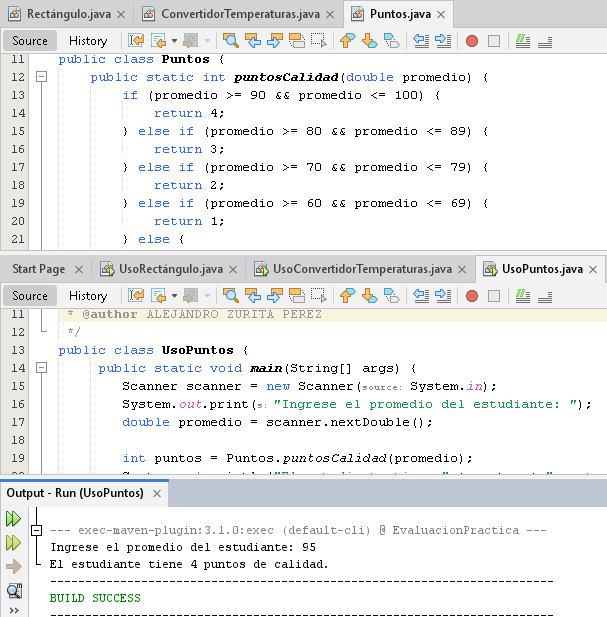 Rectángulo.java × ConvertidorTemperaturas.java × Puntos.java ×
Source History
11 public class Puntos {
12 public static int puntosCalidad(double promedio) {
13 if (promedio >= 90 && promedio <= 100) {
14 return 4;
15 } else if (promedio >= 80 && promedio <= 89) {
16 return 3;
17 } else if (promedio >= 70 && promedio <= 79) {
18 return 2;
19 } else if (promedio >= 60 && promedio <= 69) {
20 return 1;
21 } else {
Start Page × UsoRectángulo.java × UsoConvertidorTemperaturas.java × UsoPuntos.java ×
Source History
11 * @author ALEJANDRO ZURITA PEREZ
12 */
13 public class UsoPuntos {
14 public static void main(String[] args) {
15 Scanner scanner = new Scanner(source: System.in);
16 System.out.print(s: "Ingrese el promedio del estudiante: ");
17 double promedio = scanner.nextDouble();
18
19 int puntos = Puntos.puntosCalidad(promedio);
Output - Run (UsoPuntos) ×
--- exec-maven-plugin:3.1.0:exec (default-cli) @ EvaluacionPractica ---
Ingrese el promedio del estudiante: 95
El estudiante tiene 4 puntos de calidad.
------------------------------------------------------------------------
BUILD SUCCESS
------------------------------------------------------------------------